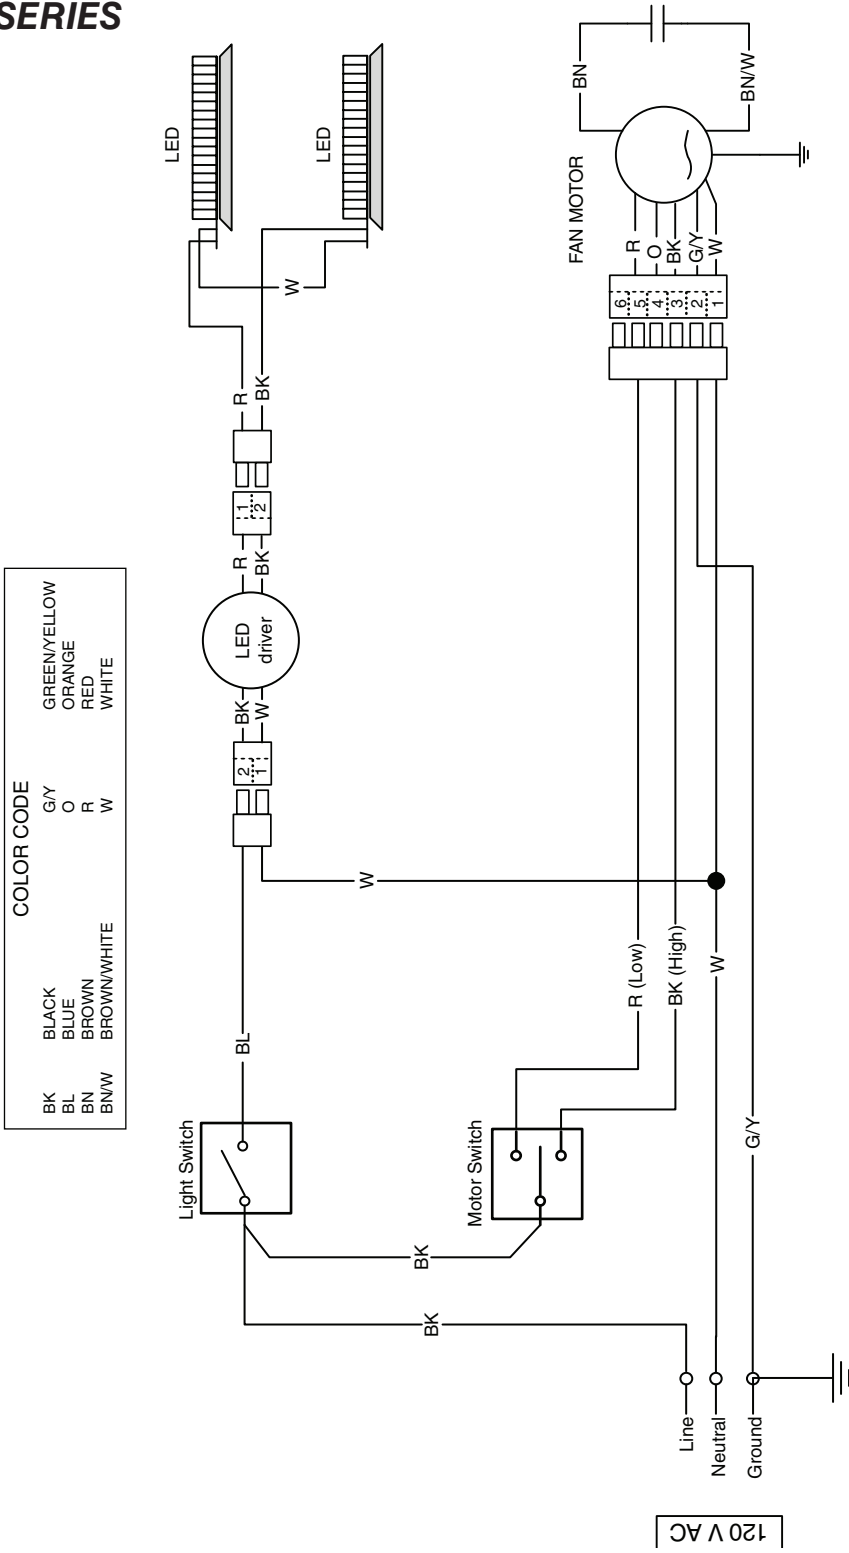 SERIES
LED
LED
BN
BN/W
FAN MOTOR
R
O
BK
G/Y
W
6
5
4
3
2
1
W
R
BK
1
2
R
BK
LED
driver
BK
W
2
1
COLOR CODE
BK BLACK G/Y GREEN/YELLOW
BL BLUE O ORANGE
BN BROWN R RED
BN/W BROWN/WHITE W WHITE
W
BL
R (Low)
BK (High)
W
G/Y
Light Switch
Motor Switch
BK
BK
Line
Neutral
Ground
120 V AC